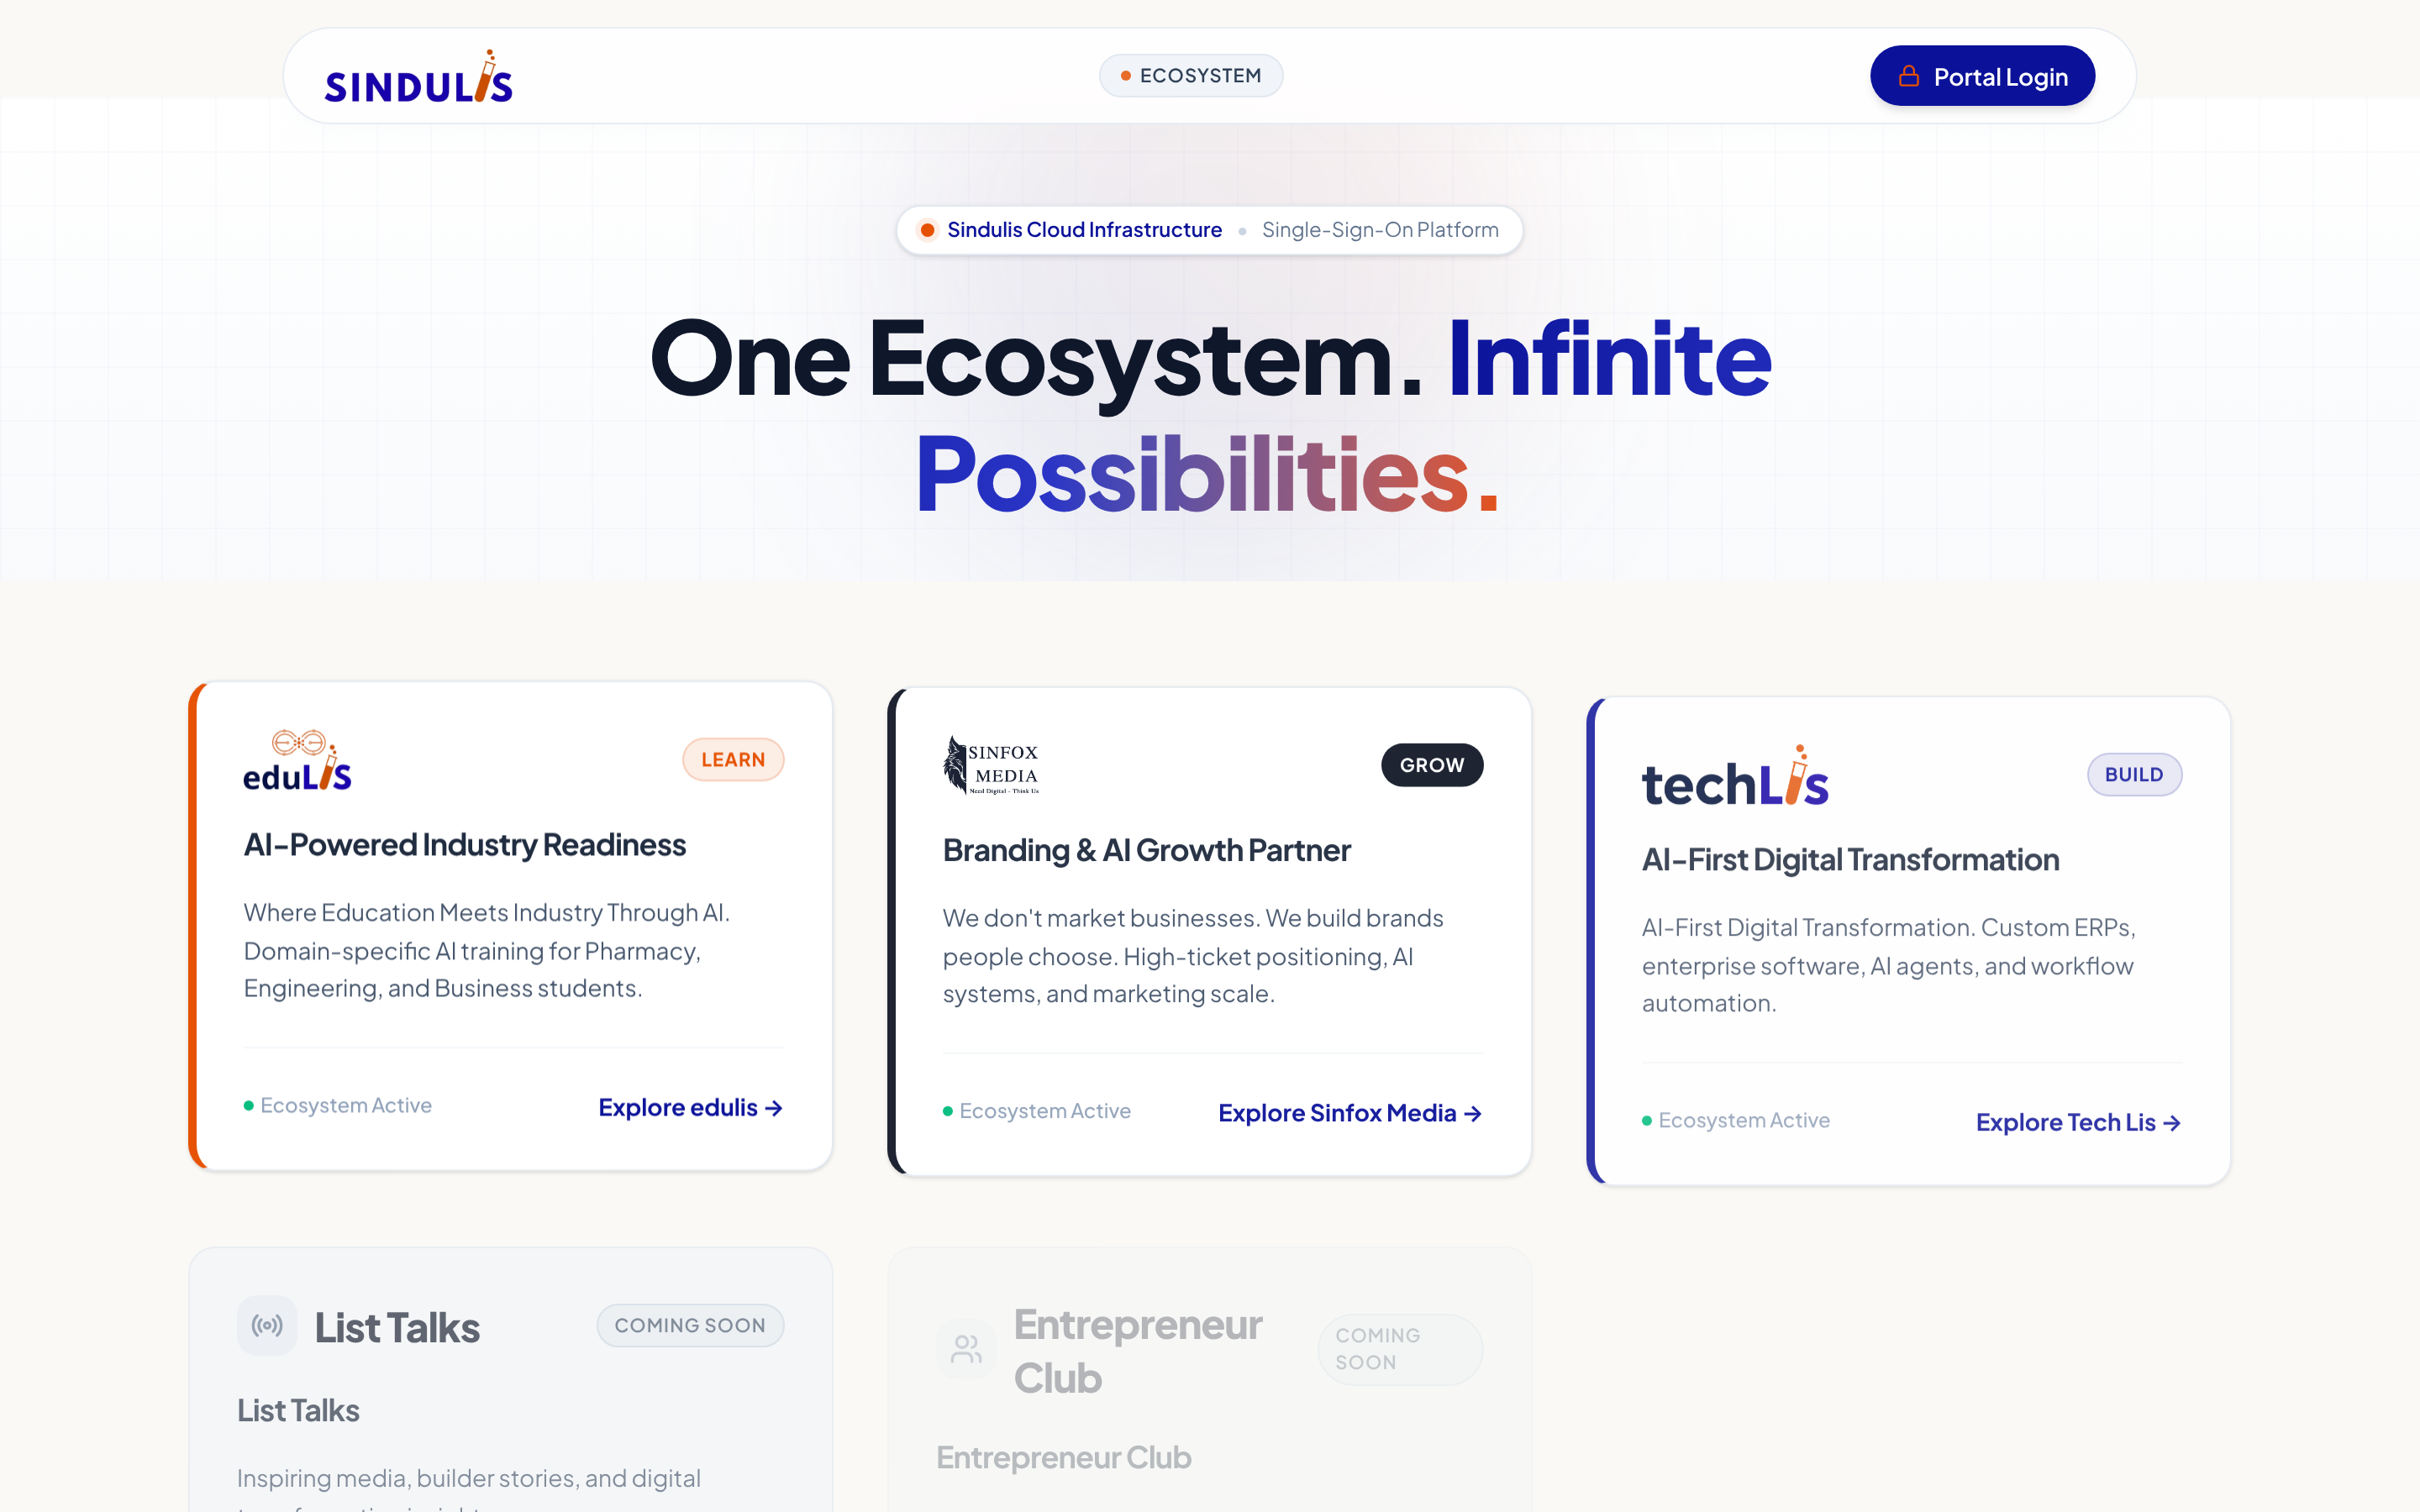 SINDULIS
ECOSYSTEM
Portal Login
Sindulis Cloud Infrastructure • Single-Sign-On Platform
One Ecosystem. Infinite
Possibilities.
eduLIS
LEARN
AI-Powered Industry Readiness
Where Education Meets Industry Through AI.
Domain-specific AI training for Pharmacy,
Engineering, and Business students.
Ecosystem Active
Explore edulis →
SINFOX
MEDIA
Need Digital - Think Us
GROW
Branding & AI Growth Partner
We don't market businesses. We build brands
people choose. High-ticket positioning, AI
systems, and marketing scale.
Ecosystem Active
Explore Sinfox Media →
techLis
BUILD
AI-First Digital Transformation
AI-First Digital Transformation. Custom ERPs,
enterprise software, AI agents, and workflow
automation.
Ecosystem Active
Explore Tech Lis →
List Talks
COMING SOON
List Talks
Inspiring media, builder stories, and digital
Entrepreneur
Club
COMING
SOON
Entrepreneur Club